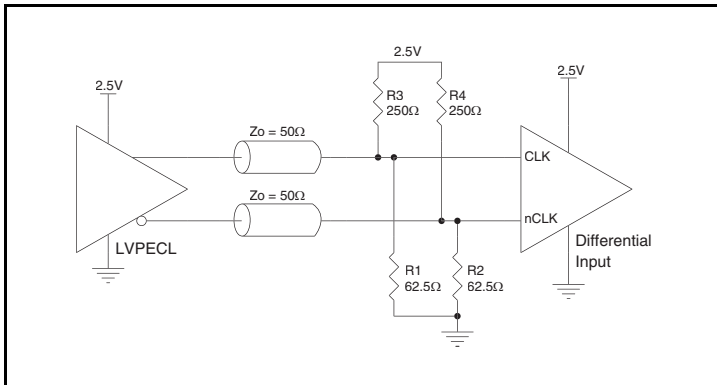 2.5V
2.5V
2.5V
R3
250Ω
R4
250Ω
Zo = 50Ω
CLK
Zo = 50Ω
nCLK
LVPECL
Differential
Input
R1
62.5Ω
R2
62.5Ω